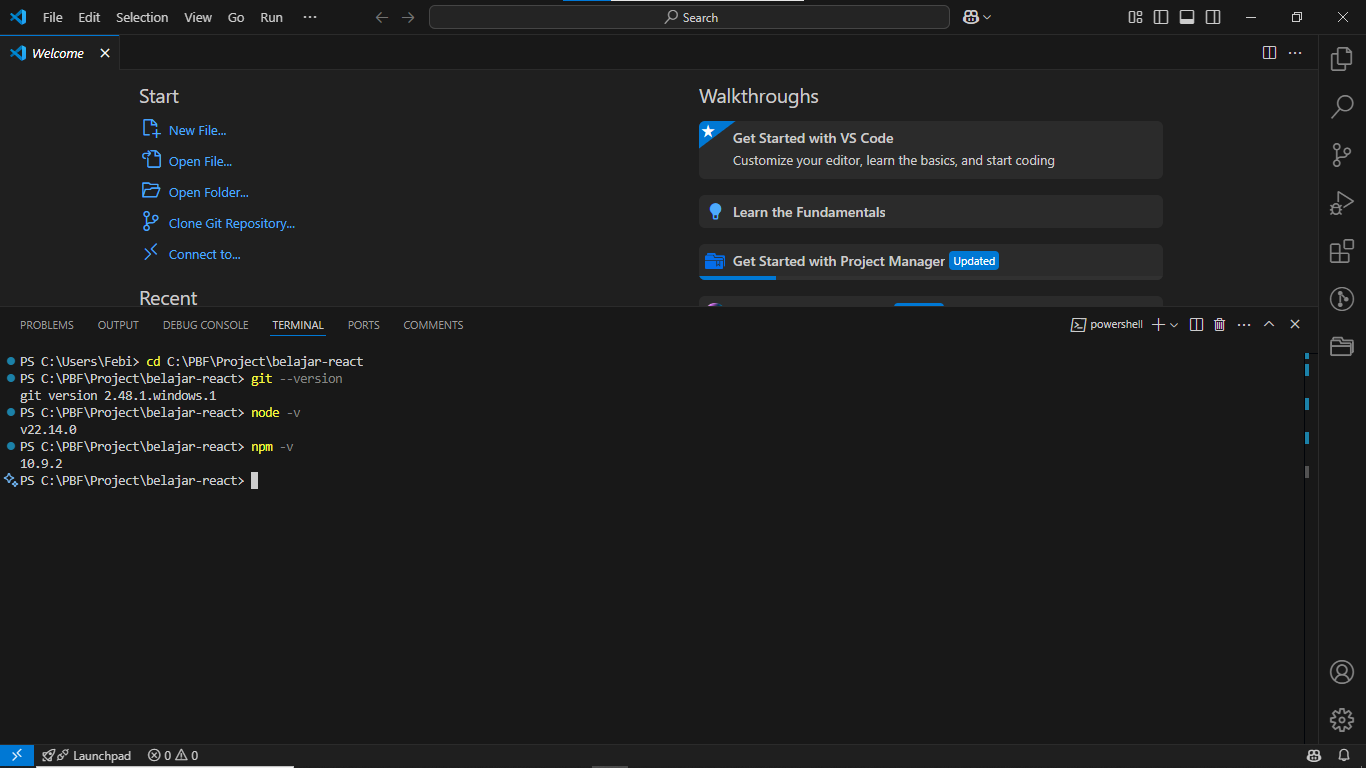 File Edit Selection View Go Run ···
Search
Welcome
Start
New File...
Open File...
Open Folder...
Clone Git Repository...
Connect to...
Recent
Walkthroughs
Get Started with VS Code
Customize your editor, learn the basics, and start coding
Learn the Fundamentals
Get Started with Project Manager Updated
PROBLEMS OUTPUT DEBUG CONSOLE TERMINAL PORTS COMMENTS
powershell
PS C:\Users\Febi> cd C:\PBF\Project\belajar-react
PS C:\PBF\Project\belajar-react> git --version
git version 2.48.1.windows.1
PS C:\PBF\Project\belajar-react> node -v
v22.14.0
PS C:\PBF\Project\belajar-react> npm -v
10.9.2
PS C:\PBF\Project\belajar-react>
Launchpad 0 0